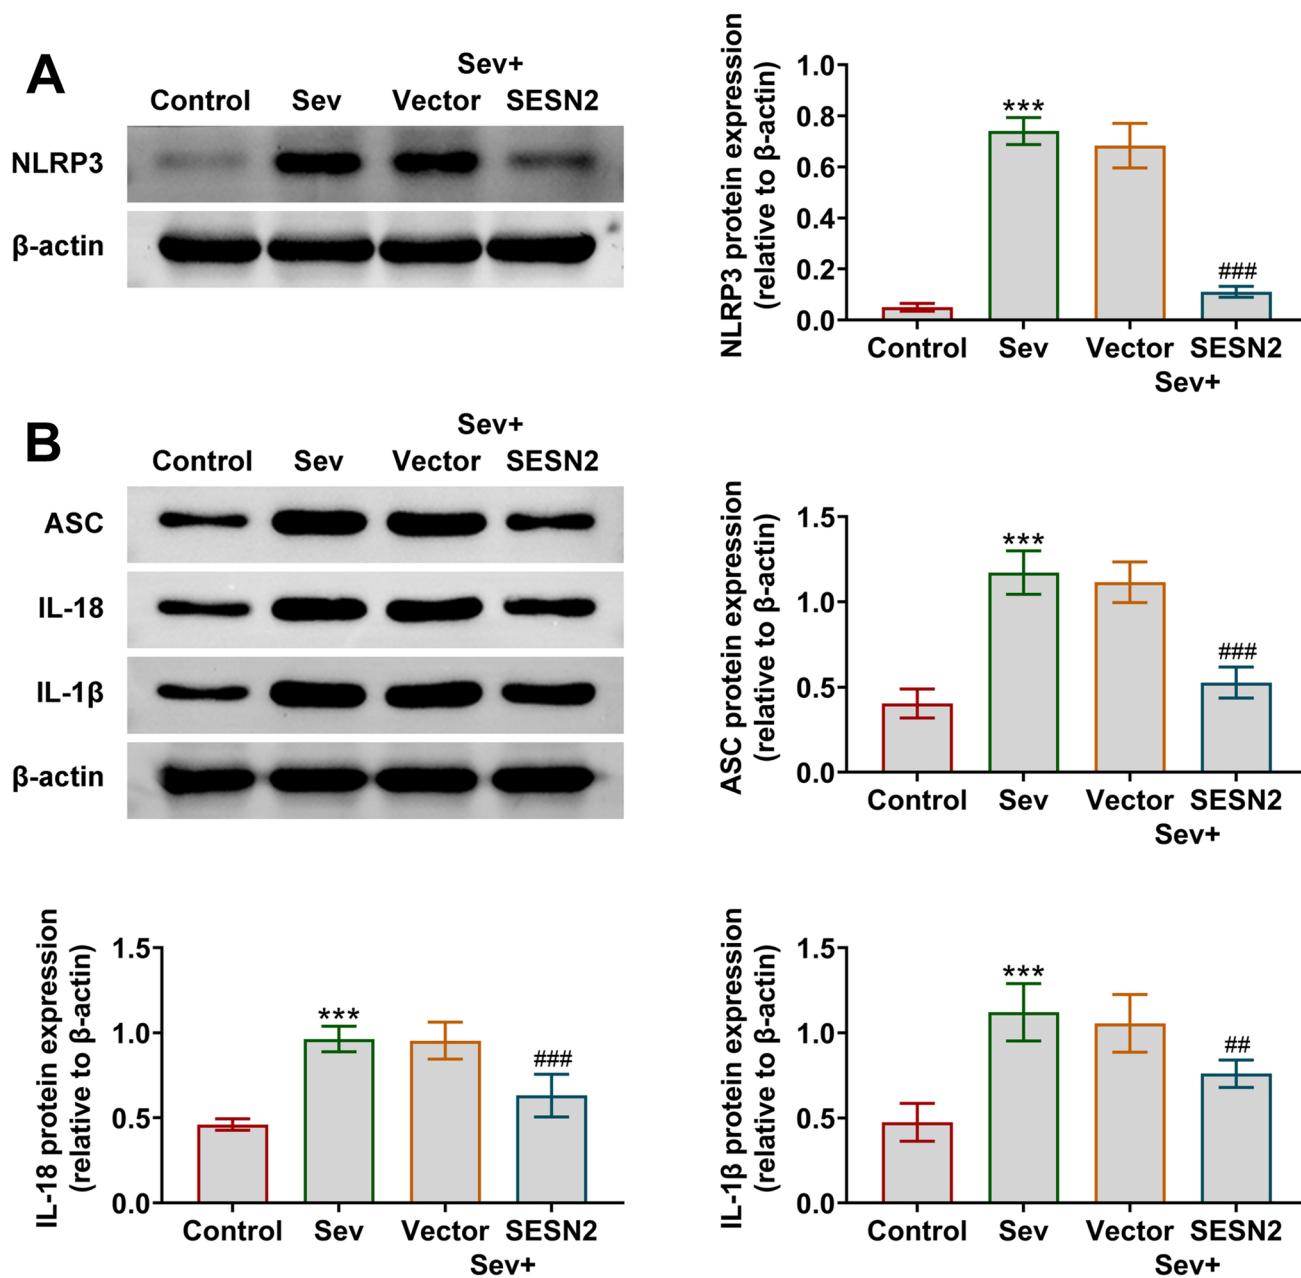 A
Sev+
Control Sev Vector SESN2
NLRP3
β-actin
NLRP3 protein expression
(relative to β-actin)
1.0
0.8
0.6
0.4
0.2
0.0
***
###
Control Sev Vector SESN2
Sev+
B
Sev+
Control Sev Vector SESN2
ASC
IL-18
IL-1β
β-actin
ASC protein expression
(relative to β-actin)
1.5
1.0
0.5
0.0
***
###
Control Sev Vector SESN2
Sev+
IL-18 protein expression
(relative to β-actin)
1.5
1.0
0.5
0.0
***
###
Control Sev Vector SESN2
Sev+
IL-1β protein expression
(relative to β-actin)
1.5
1.0
0.5
0.0
***
##
Control Sev Vector SESN2
Sev+